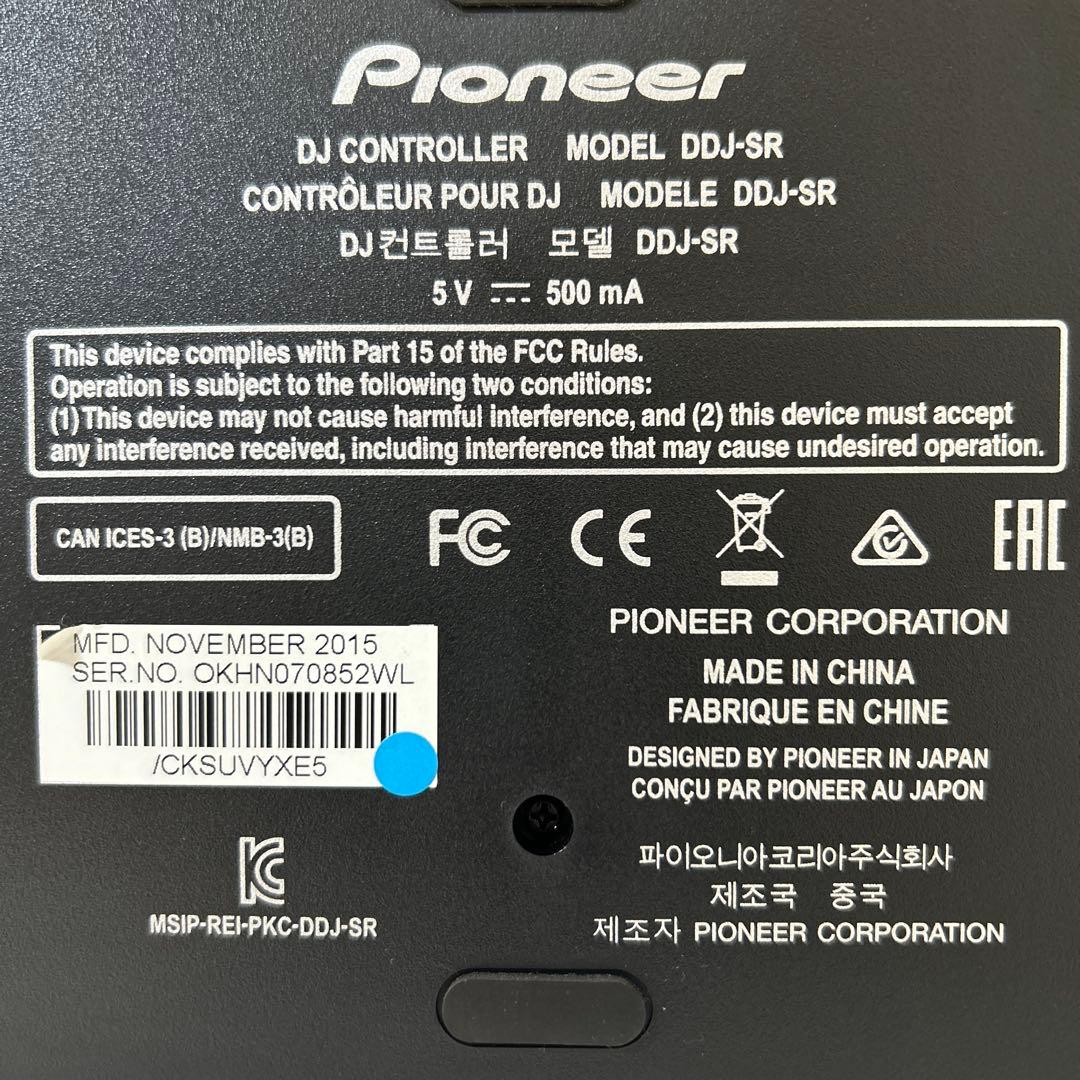 Pioneer
DJ CONTROLLER MODEL DDJ-SR
CONTRÔLEUR POUR DJ MODELE DDJ-SR
DJ 컨트롤러 모델 DDJ-SR
5 V ⎓ 500 mA
This device complies with Part 15 of the FCC Rules.
Operation is subject to the following two conditions:
(1) This device may not cause harmful interference, and (2) this device must accept
any interference received, including interference that may cause undesired operation.
CAN ICES-3 (B)/NMB-3(B)
FC CE EAC
MFD. NOVEMBER 2015
SER.NO. OKHN070852WL
/CKSUVYXE5
PIONEER CORPORATION
MADE IN CHINA
FABRIQUE EN CHINE
DESIGNED BY PIONEER IN JAPAN
CONÇU PAR PIONEER AU JAPON
KC
MSIP-REI-PKC-DDJ-SR
파이오니아코리아주식회사
제조국 중국
제조자 PIONEER CORPORATION